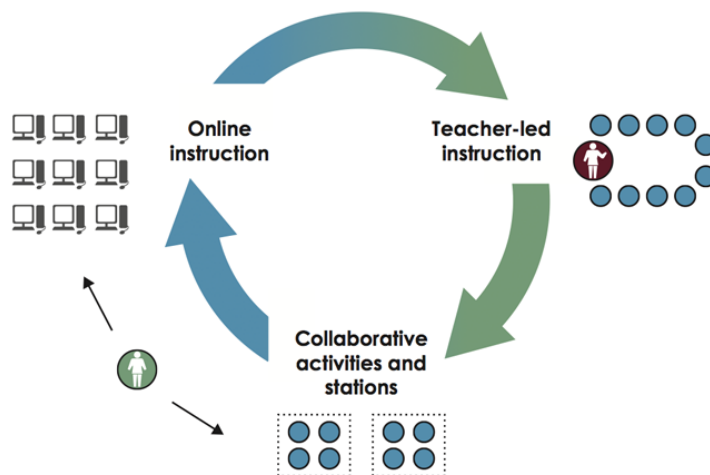 Online
instruction
Teacher-led
instruction
Collaborative
activities and
stations